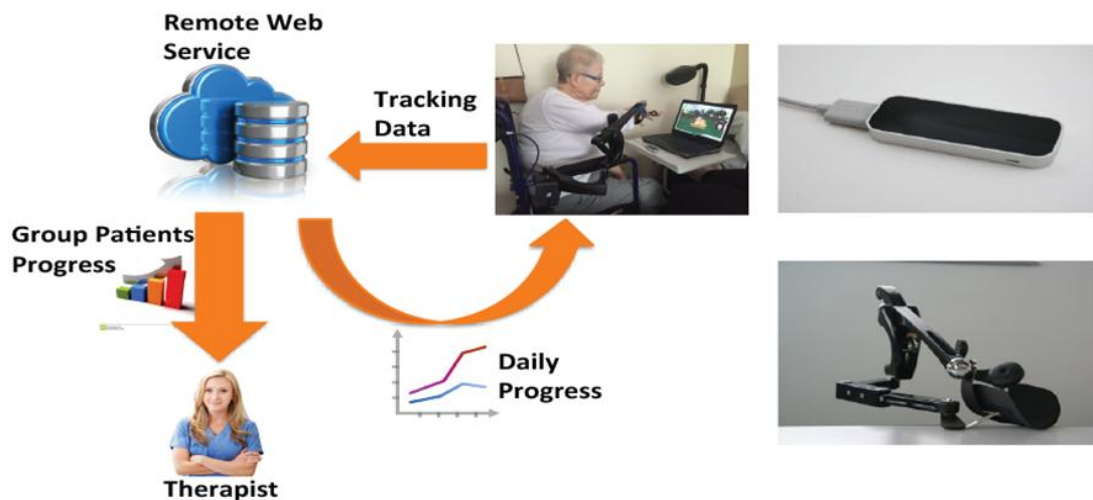 Remote Web
Service
Tracking
Data
Group Patients
Progress
Daily
Progress
Therapist